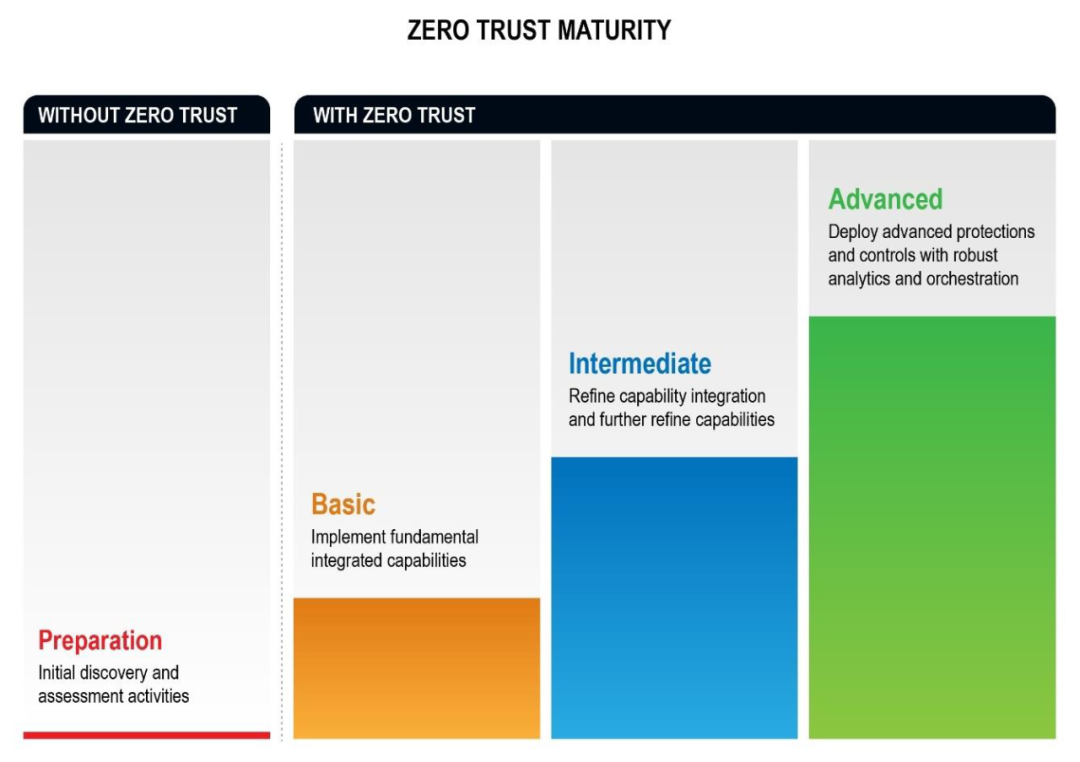 ZERO TRUST MATURITY
WITHOUT ZERO TRUST
WITH ZERO TRUST
Preparation
Initial discovery and
assessment activities
Basic
Implement fundamental
integrated capabilities
Intermediate
Refine capability integration
and further refine capabilities
Advanced
Deploy advanced protections
and controls with robust
analytics and orchestration